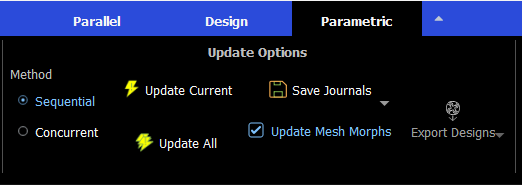 Parallel Design Parametric
Update Options
Method
Sequential Update Current Save Journals
Concurrent Update All Update Mesh Morphs Export Designs